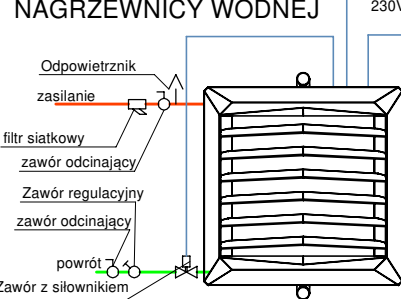 NAGRZEWNICY WODNEJ
230V
Odpowietrznik
zasilanie
filtr siatkowy
zawór odcinający
Zawór regulacyjny
zawór odcinający
powrót
Zawór z siłownikiem